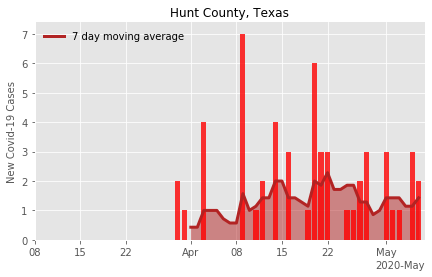 Hunt County, Texas
7 day moving average
New Covid-19 Cases
7
6
5
4
3
2
1
0
08 15 22 Apr 08 15 22 May
2020-May